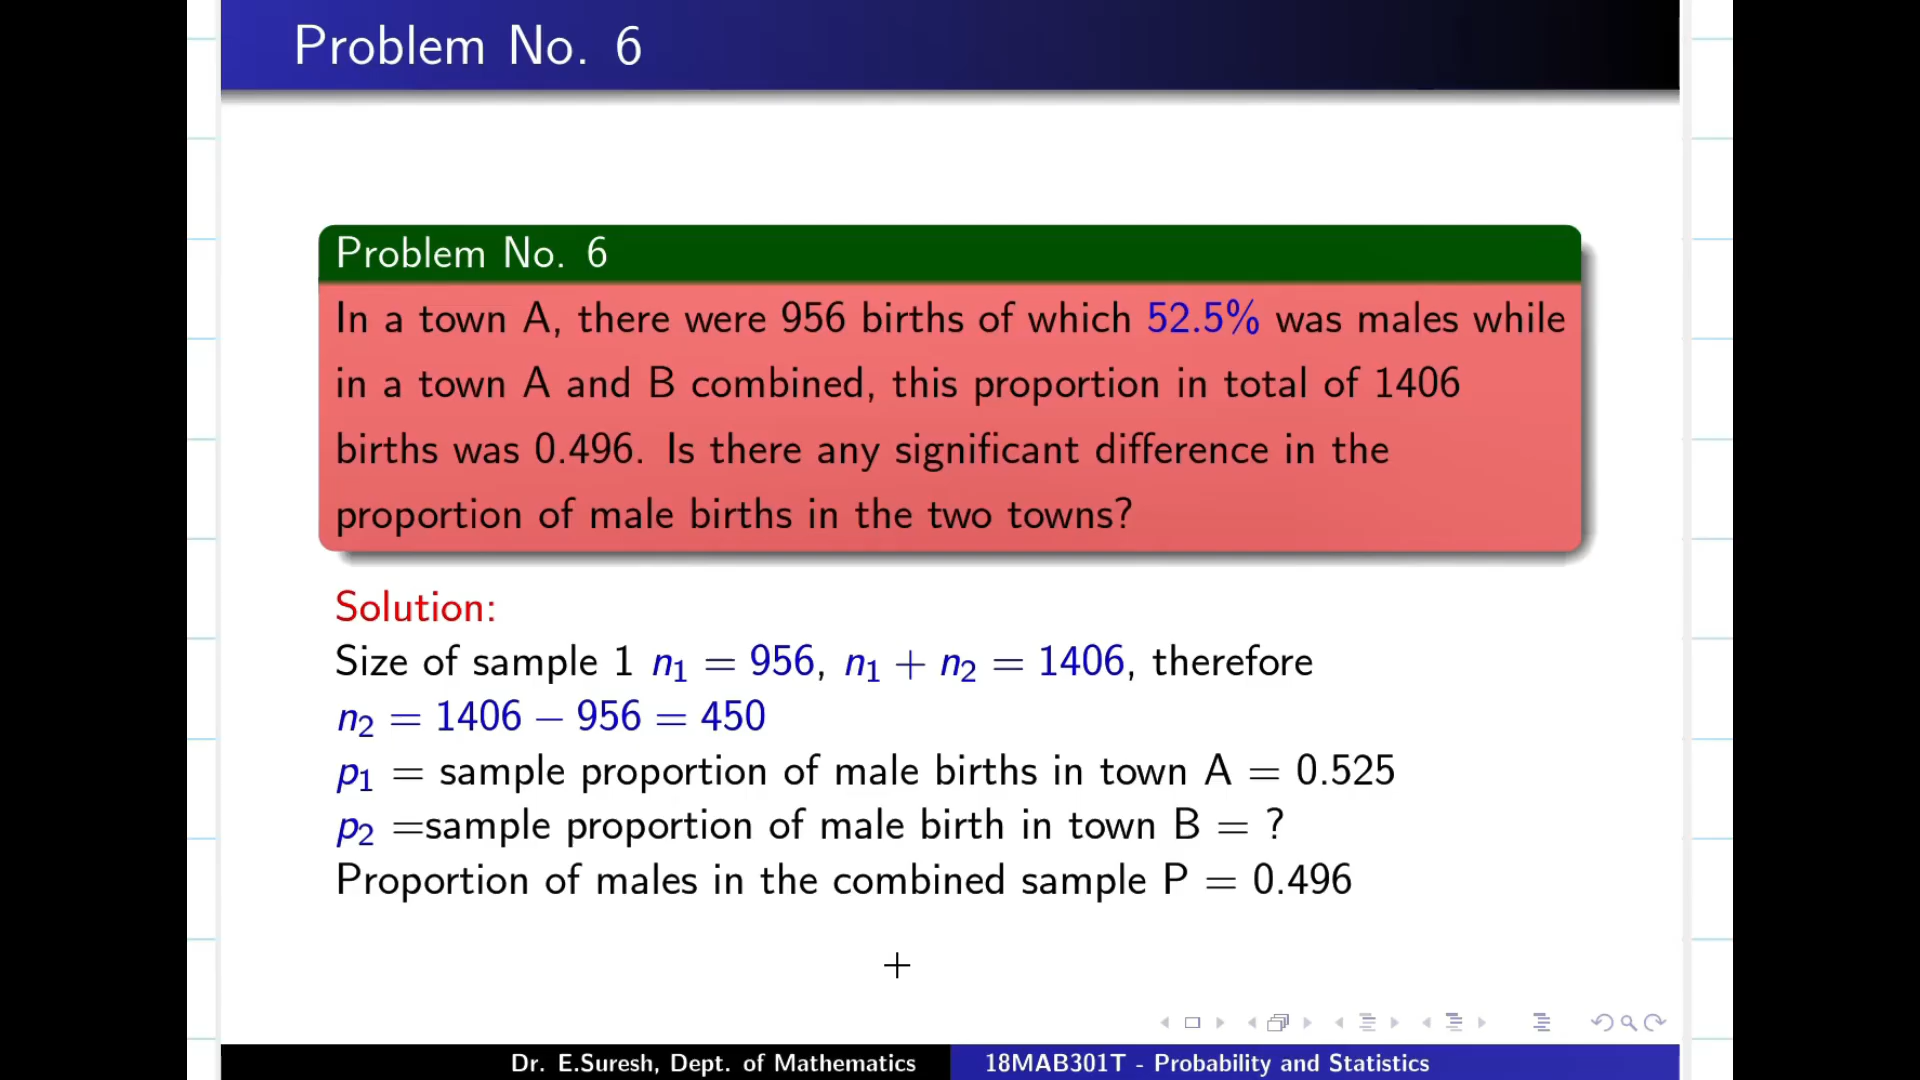 Problem No. 6
Problem No. 6
In a town A, there were 956 births of which 52.5% was males while
in a town A and B combined, this proportion in total of 1406
births was 0.496. Is there any significant difference in the
proportion of male births in the two towns?
Solution:
Size of sample 1 n₁ = 956, n₁ + n₂ = 1406, therefore
n₂ = 1406 − 956 = 450
p₁ = sample proportion of male births in town A = 0.525
p₂ =sample proportion of male birth in town B = ?
Proportion of males in the combined sample P = 0.496
Dr. E.Suresh, Dept. of Mathematics
18MAB301T - Probability and Statistics